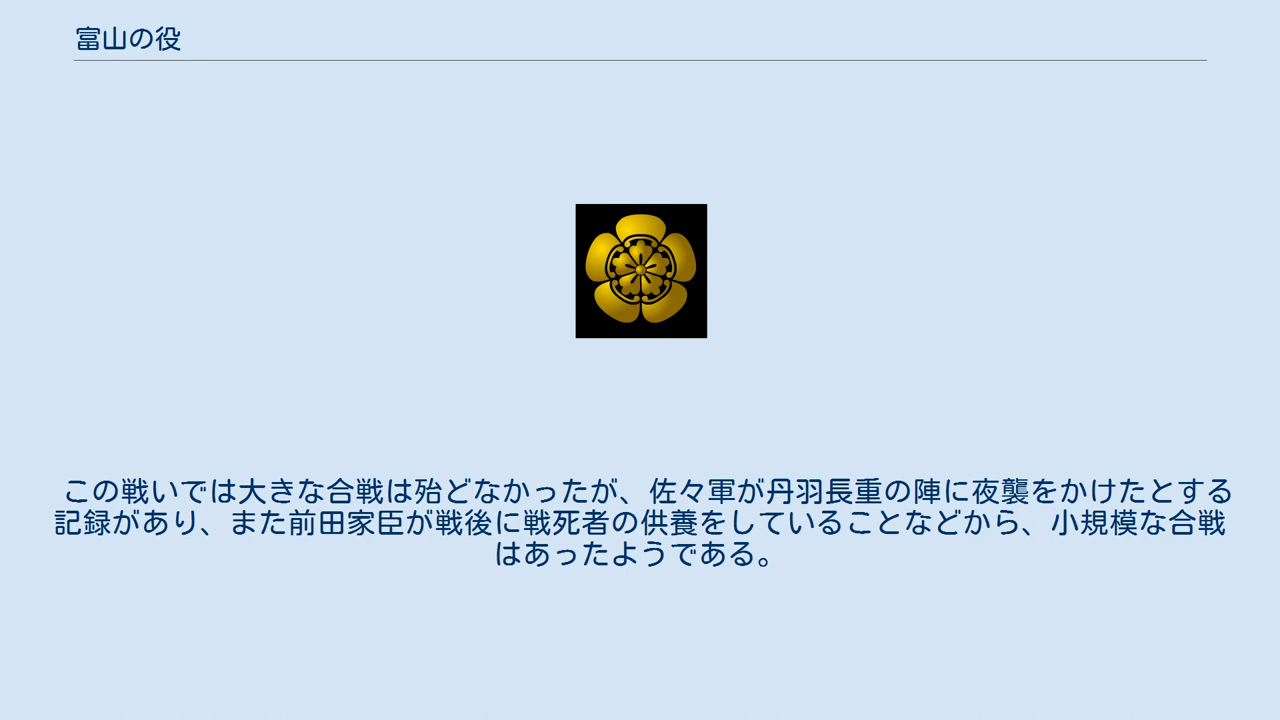 富山の役
この戦いでは大きな合戦は殆どなかったが、佐々軍が丹羽長重の陣に夜襲をかけたとする
記録があり、また前田家臣が戦後に戦死者の供養をしていることなどから、小規模な合戦
はあったようである。